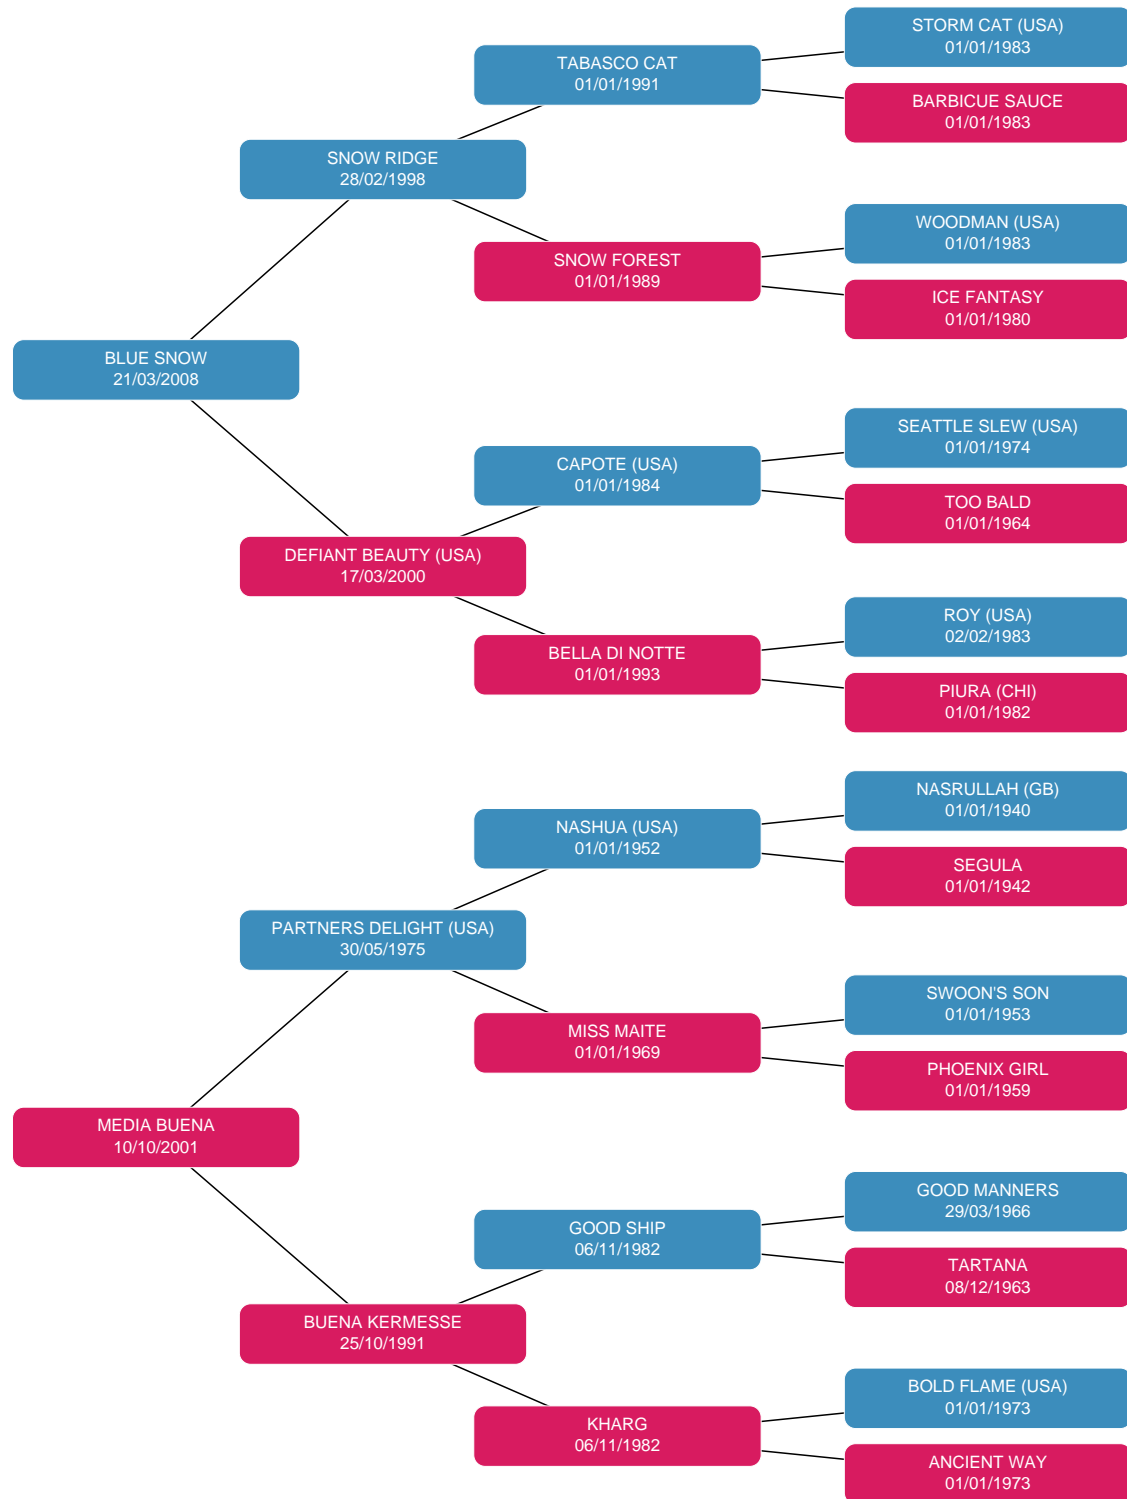 STORM CAT (USA)
01/01/1983
TABASCO CAT
01/01/1991
BARBICUE SAUCE
01/01/1983
SNOW RIDGE
28/02/1998
WOODMAN (USA)
01/01/1983
SNOW FOREST
01/01/1989
ICE FANTASY
01/01/1980
BLUE SNOW
21/03/2008
SEATTLE SLEW (USA)
01/01/1974
CAPOTE (USA)
01/01/1984
TOO BALD
01/01/1964
DEFIANT BEAUTY (USA)
17/03/2000
ROY (USA)
02/02/1983
BELLA DI NOTTE
01/01/1993
PIURA (CHI)
01/01/1982
NASRULLAH (GB)
01/01/1940
NASHUA (USA)
01/01/1952
SEGULA
01/01/1942
PARTNERS DELIGHT (USA)
30/05/1975
SWOON'S SON
01/01/1953
MISS MAITE
01/01/1969
PHOENIX GIRL
01/01/1959
MEDIA BUENA
10/10/2001
GOOD MANNERS
29/03/1966
GOOD SHIP
06/11/1982
TARTANA
08/12/1963
BUENA KERMESSE
25/10/1991
BOLD FLAME (USA)
01/01/1973
KHARG
06/11/1982
ANCIENT WAY
01/01/1973